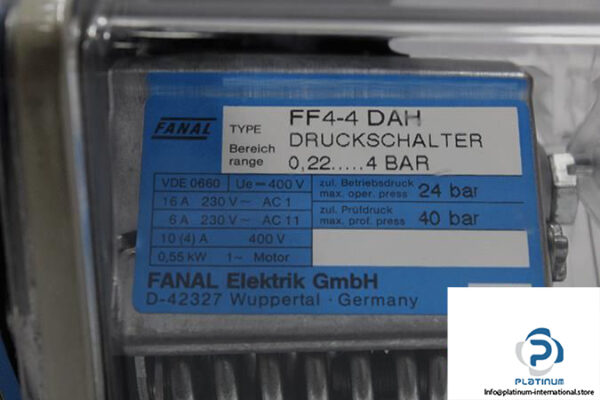 FANAL
TYPE FF4-4 DAH
DRUCKSCHALTER
Bereich
range 0,22.....4 BAR
VDE 0660 Ue=400 V
16 A 230 V~ AC 1
6 A 230 V~ AC 11
10 (4) A 400 V
0,55 kW 1~ Motor
zul. Betriebsdruck
max. oper. press 24 bar
zul. Prüfdruck
max. prof. press 40 bar
FANAL Elektrik GmbH
D-42327 Wuppertal · Germany
PLATINUM
Info@platinum-international.store